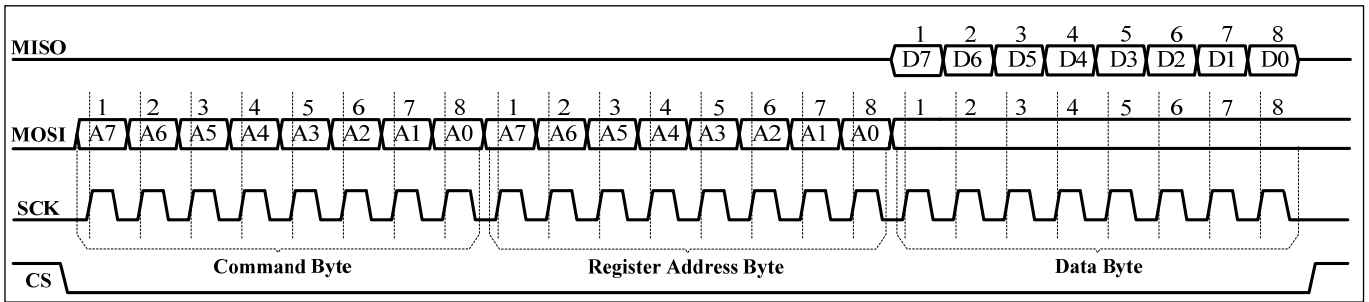 1 2 3 4 5 6 7 8
MISO
D7 D6 D5 D4 D3 D2 D1 D0
1 2 3 4 5 6 7 8 1 2 3 4 5 6 7 8 1 2 3 4 5 6 7 8
MOSI A7 A6 A5 A4 A3 A2 A1 A0 A7 A6 A5 A4 A3 A2 A1 A0
SCK
Command Byte Register Address Byte Data Byte
CS